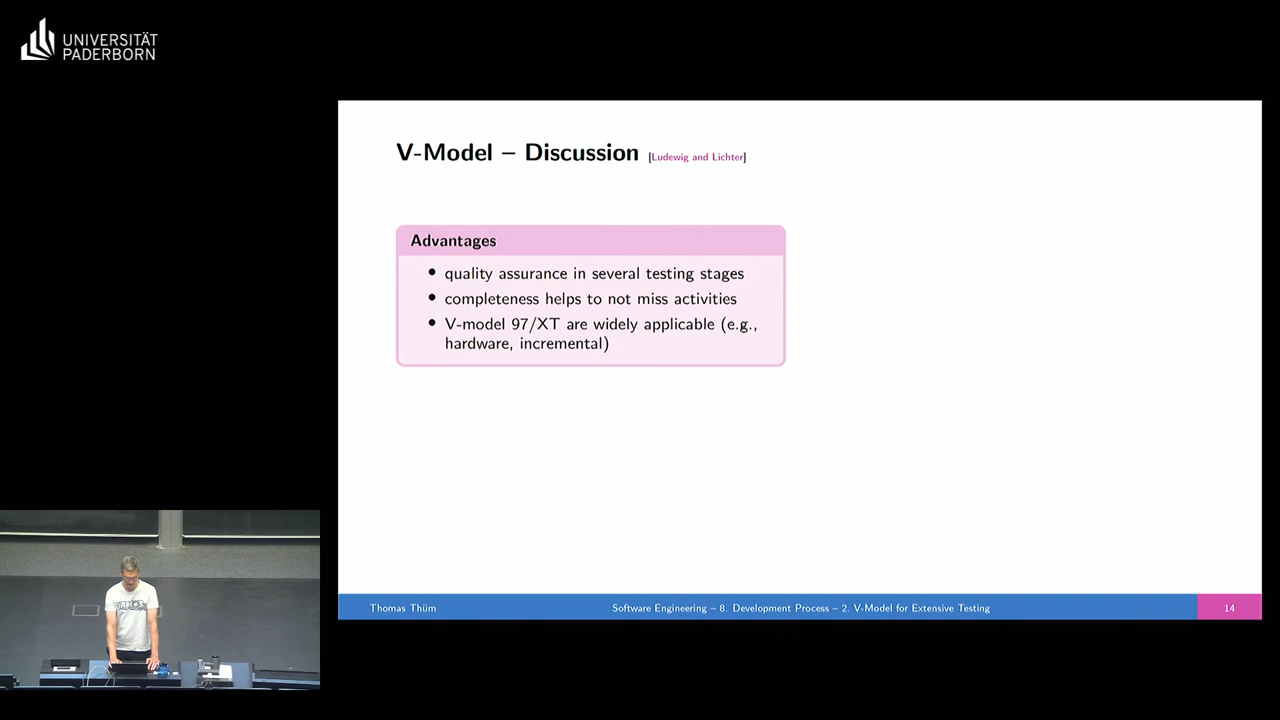 UNIVERSITÄT
PADERBORN
V-Model – Discussion [Ludewig and Lichter]
Advantages
• quality assurance in several testing stages
• completeness helps to not miss activities
• V-model 97/XT are widely applicable (e.g.,
hardware, incremental)
Thomas Thüm
Software Engineering – 8. Development Process – 2. V-Model for Extensive Testing
14